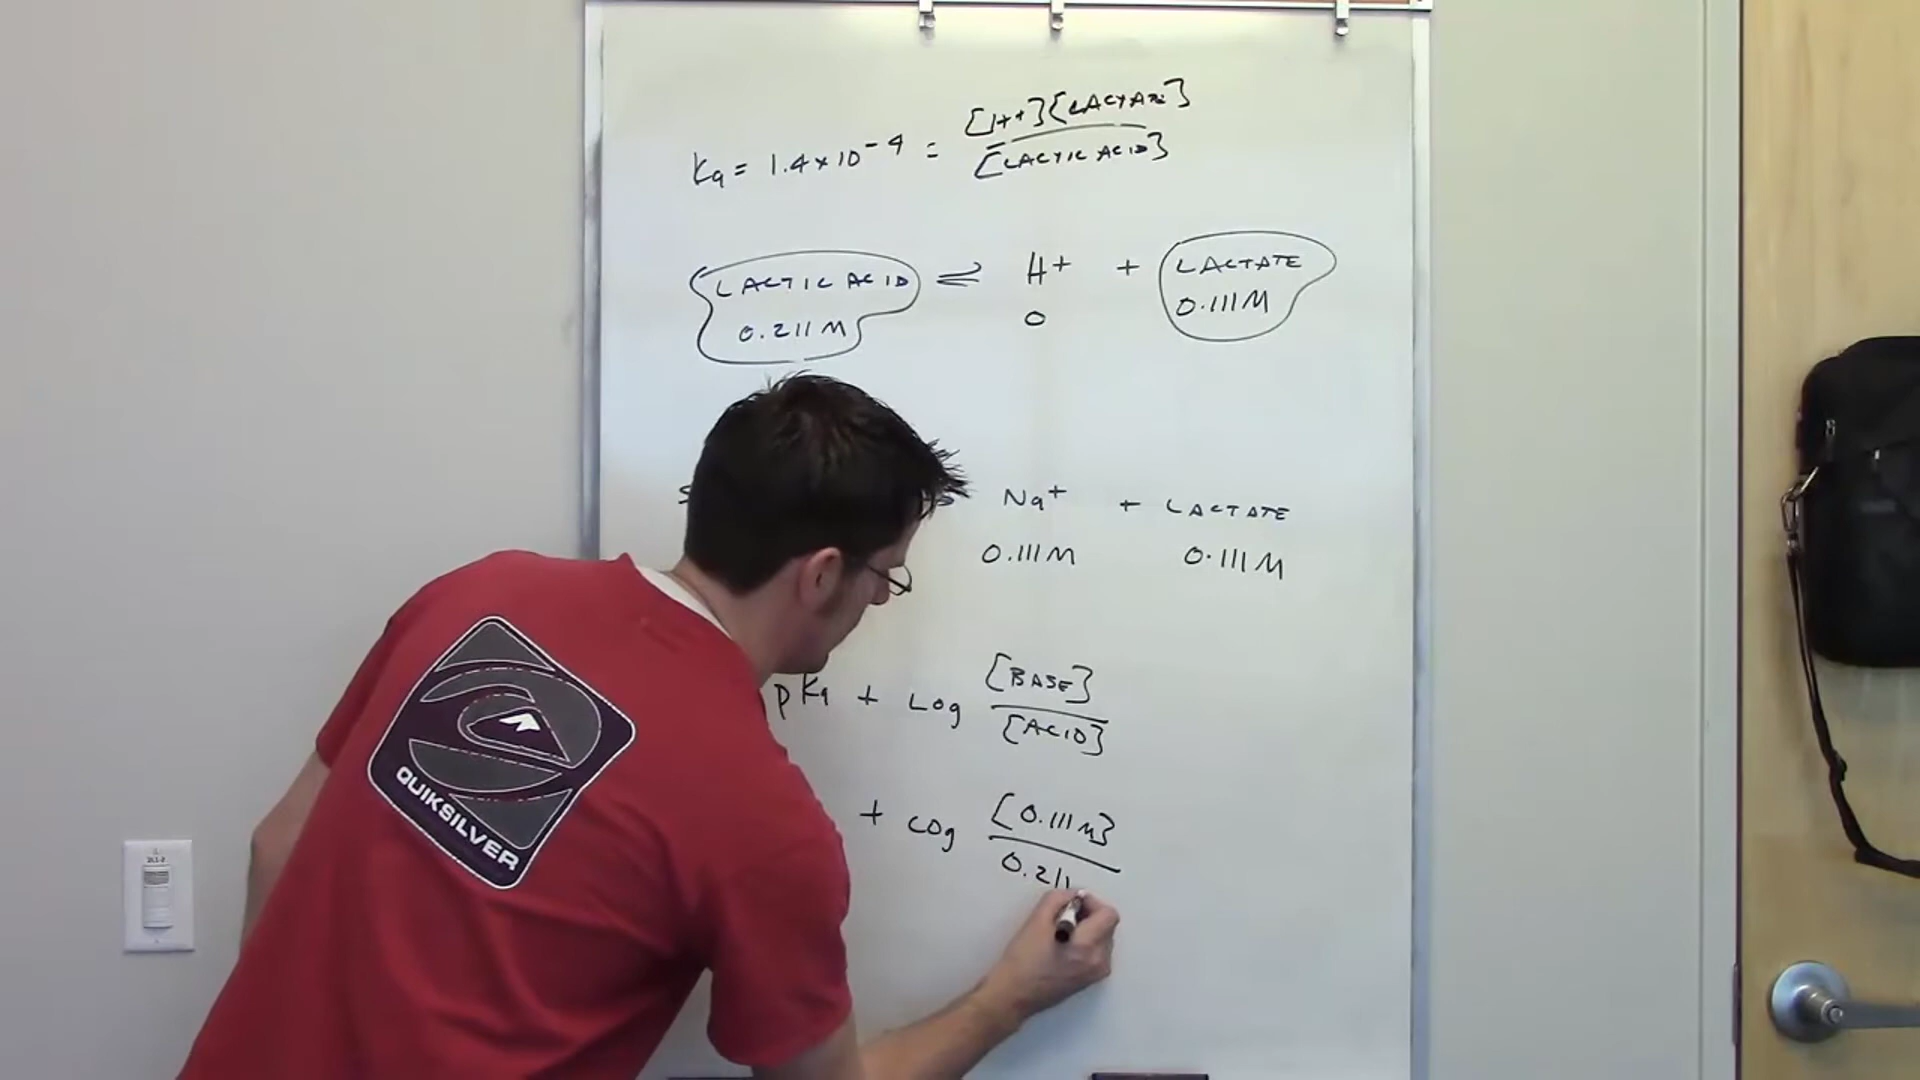 Ka = 1.4 x 10^-4 = [H+][LACTATE] / [LACTIC ACID]
LACTIC ACID ⇌ H+ + LACTATE
0.211 M 0 0.111 M
Na+ + LACTATE
0.111 M 0.111 M
pKa + LOg [BASE] / [ACID]
+ LOg [0.111 M] / 0.211
QUIKSILVER